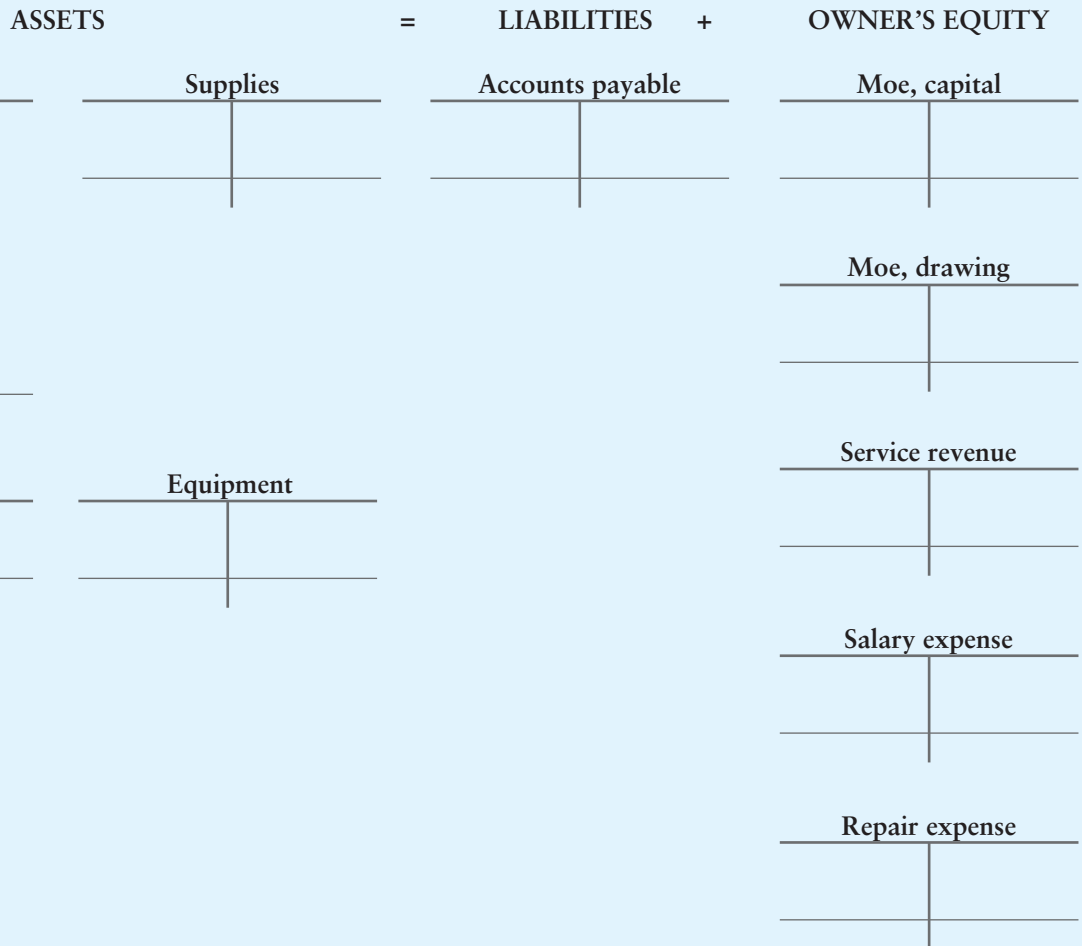 ASSETS = LIABILITIES + OWNER’S EQUITY
Supplies Accounts payable Moe, capital
Moe, drawing
Service revenue
Equipment
Salary expense
Repair expense